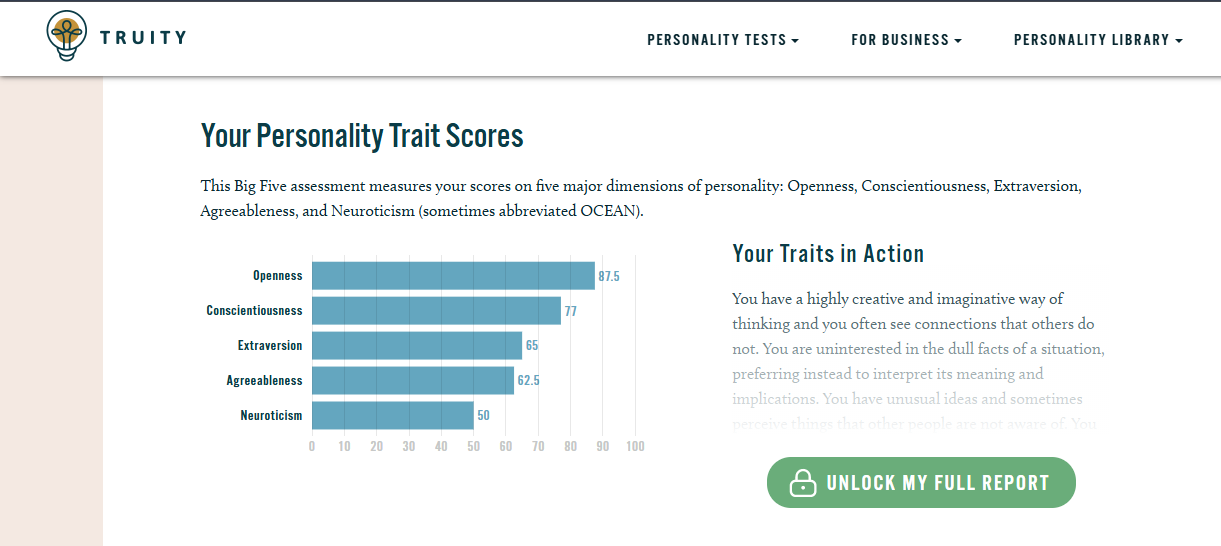 TRUITY
PERSONALITY TESTS
FOR BUSINESS
PERSONALITY LIBRARY
Your Personality Trait Scores
This Big Five assessment measures your scores on five major dimensions of personality: Openness, Conscientiousness, Extraversion,
Agreeableness, and Neuroticism (sometimes abbreviated OCEAN).
Openness 87.5
Conscientiousness 77
Extraversion 65
Agreeableness 62.5
Neuroticism 50
0 10 20 30 40 50 60 70 80 90 100
Your Traits in Action
You have a highly creative and imaginative way of
thinking and you often see connections that others do
not. You are uninterested in the dull facts of a situation,
preferring instead to interpret its meaning and
implications. You have unusual ideas and sometimes
perceive things that other people are not aware of. You
UNLOCK MY FULL REPORT